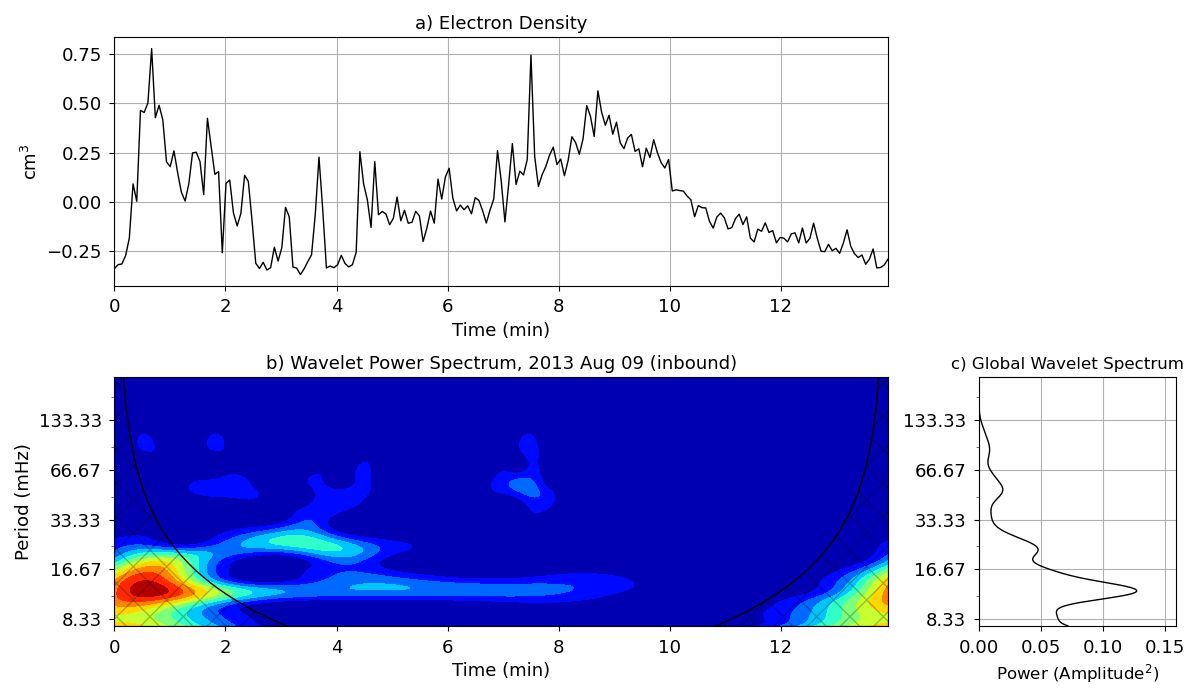 a) Electron Density
0.75
0.50
0.25
0.00
−0.25
cm³
0 2 4 6 8 10 12
Time (min)
b) Wavelet Power Spectrum, 2013 Aug 09 (inbound)
133.33
66.67
33.33
16.67
8.33
Period (mHz)
0 2 4 6 8 10 12
Time (min)
c) Global Wavelet Spectrum
133.33
66.67
33.33
16.67
8.33
0.00 0.05 0.10 0.15
Power (Amplitude²)